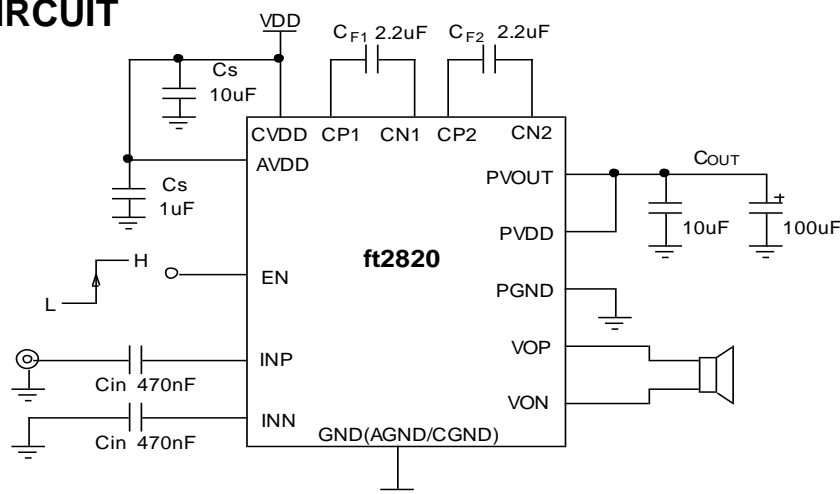 IRCUIT
VDD
CF1 2.2uF
CF2 2.2uF
Cs
10uF
CVDD CP1 CN1 CP2 CN2
AVDD
Cs
1uF
PVOUT
COUT
10uF
100uF
+
PVDD
ft2820
H
L
EN
PGND
INP
Cin 470nF
VOP
INN
Cin 470nF
VON
GND(AGND/CGND)